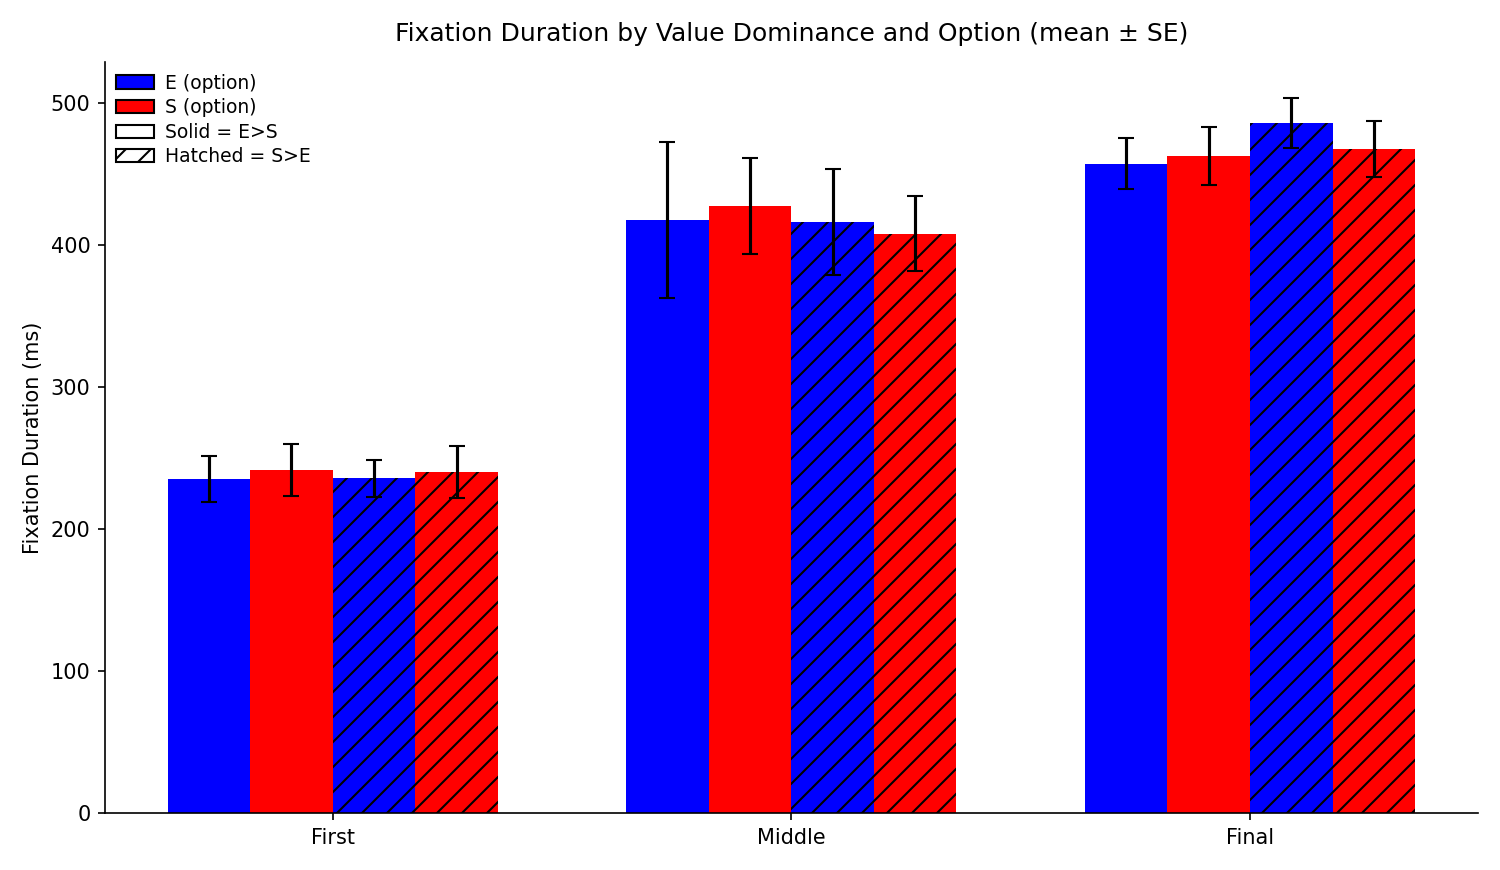 Fixation Duration by Value Dominance and Option (mean ± SE)
E (option)
S (option)
Solid = E>S
Hatched = S>E
Fixation Duration (ms)
500
400
300
200
100
0
First
Middle
Final